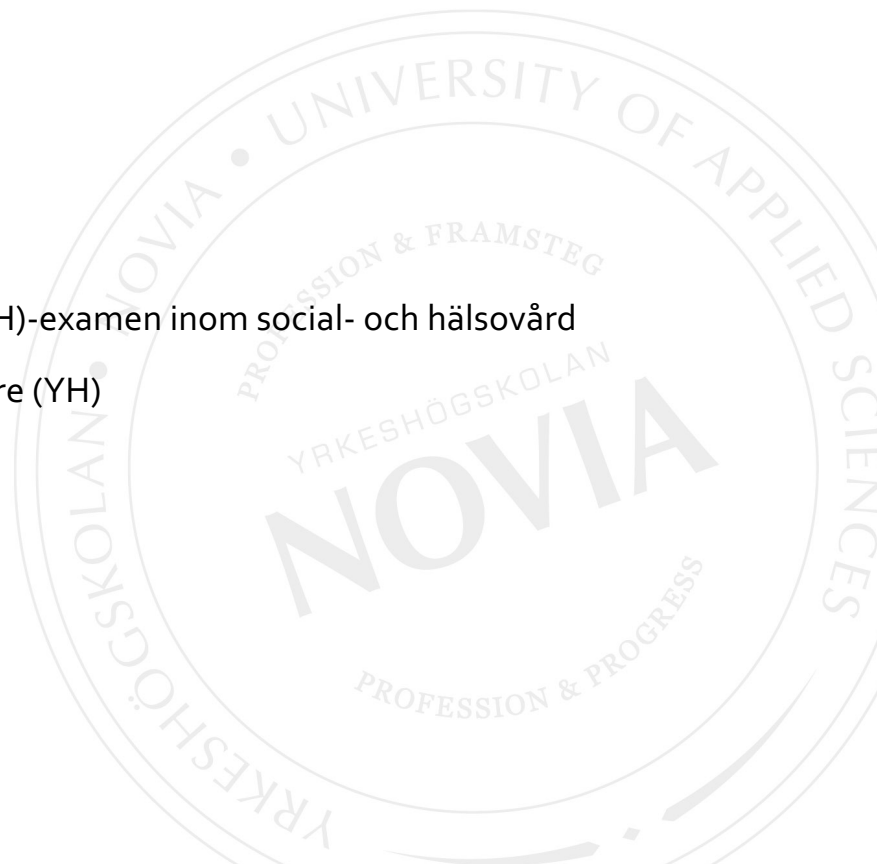 H)-examen inom social- och hälsovård
re (YH)
YRKESHÖGSKOLAN • NOVIA • UNIVERSITY OF APPLIED SCIENCES
PROFESSION & FRAMSTEG
YRKESHÖGSKOLAN
NOVIA
PROFESSION & PROGRESS